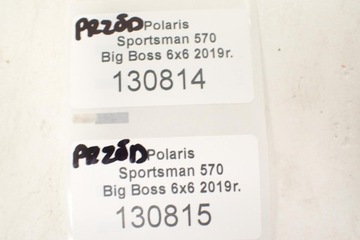 PRZÓD Polaris
Sportsman 570
Big Boss 6x6 2019r.
130814
PRZÓD Polaris
Sportsman 570
Big Boss 6x6 2019r.
130815